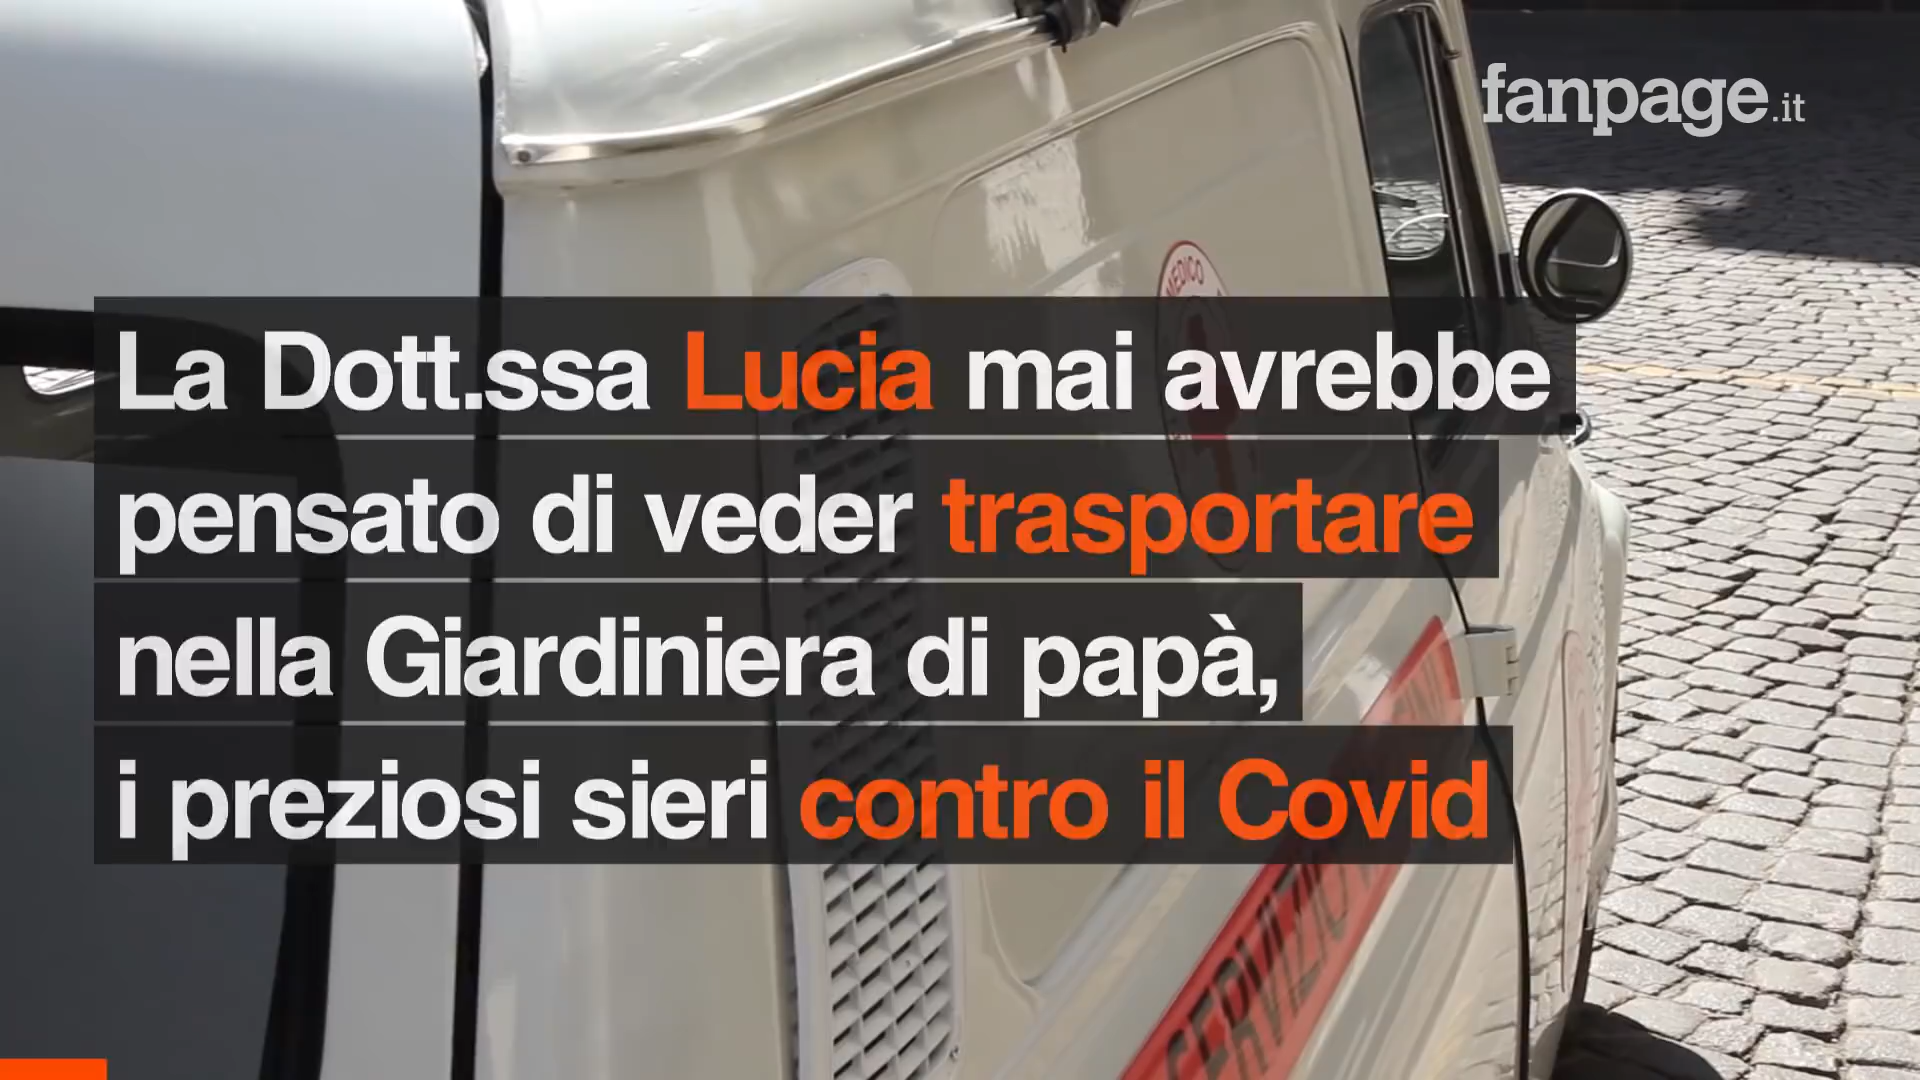 fanpage.it
MEDICO
La Dott.ssa Lucia mai avrebbe
pensato di veder trasportare
nella Giardiniera di papà,
i preziosi sieri contro il Covid
SERVIZIO